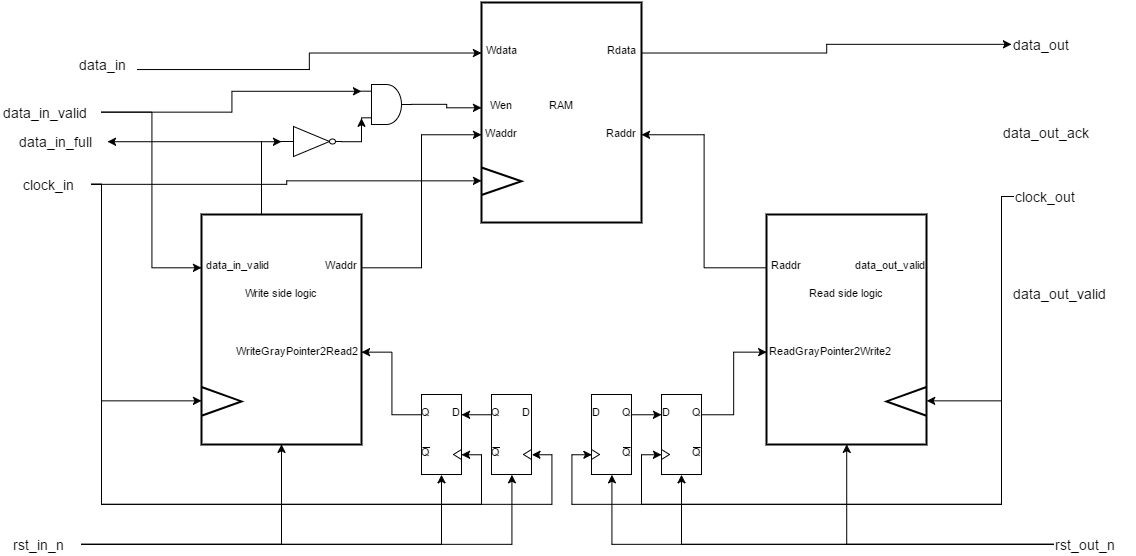 Wdata
Rdata
data_out
data_in
data_in_valid
Wen
RAM
data_in_full
Waddr
Raddr
data_out_ack
clock_in
clock_out
data_in_valid
Waddr
Raddr
data_out_valid
Write side logic
Read side logic
data_out_valid
WriteGrayPointer2Read2
ReadGrayPointer2Write2
Q D
Q D
D Q
D Q
Q
Q
Q
Q
rst_in_n
rst_out_n